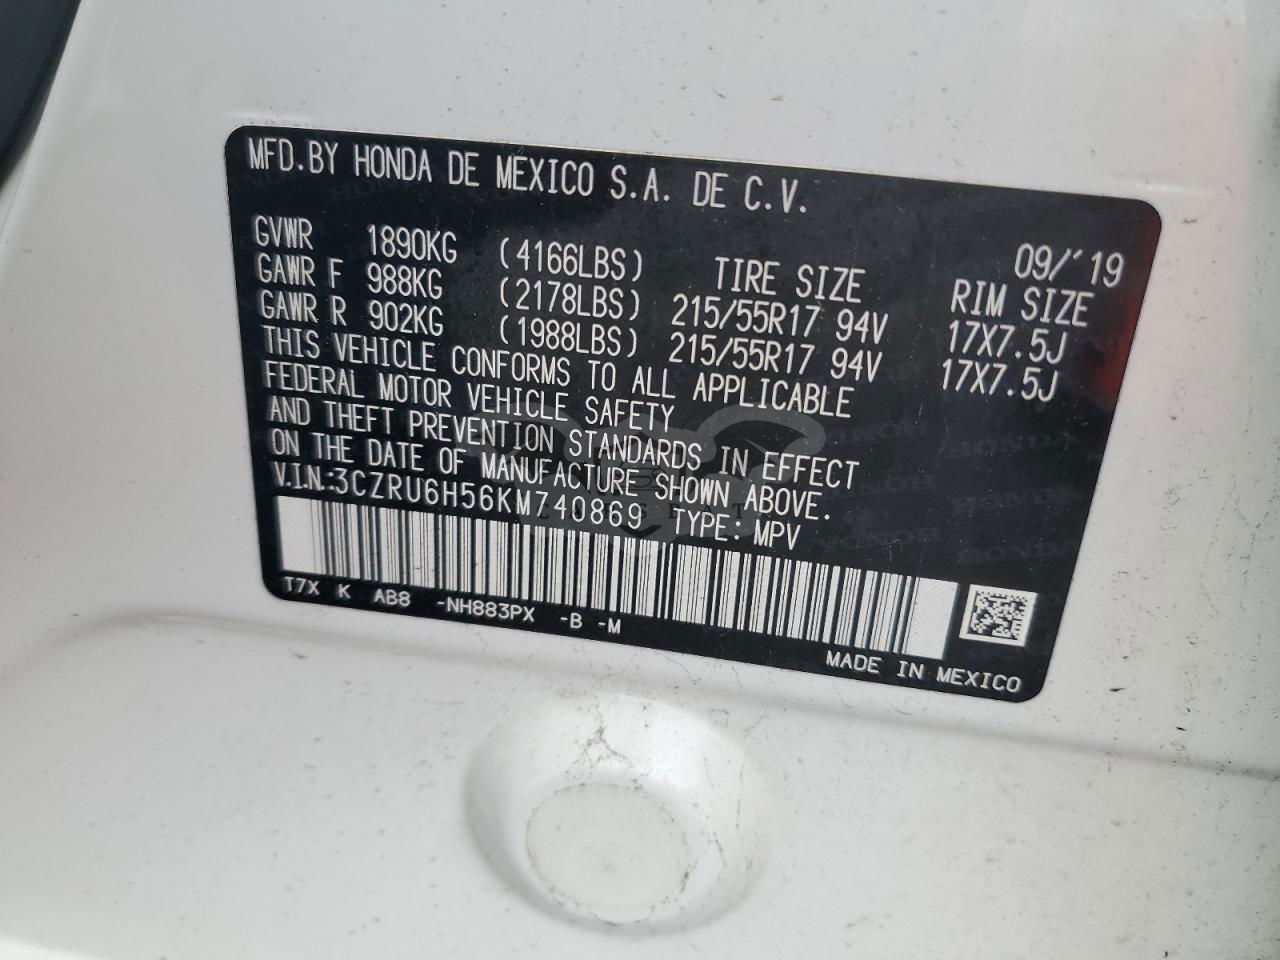 MFD.BY HONDA DE MEXICO S.A. DE C.V.
09/'19
GVWR 1890KG (4166LBS) TIRE SIZE RIM SIZE
GAWR F 988KG (2178LBS) 215/55R17 94V 17X7.5J
GAWR R 902KG (1988LBS) 215/55R17 94V 17X7.5J
THIS VEHICLE CONFORMS TO ALL APPLICABLE
FEDERAL MOTOR VEHICLE SAFETY
AND THEFT PREVENTION STANDARDS IN EFFECT
ON THE DATE OF MANUFACTURE SHOWN ABOVE.
V.I.N.:3CZRU6H56KM740869 TYPE: MPV
T7X K AB8 -NH883PX -B -M
MADE IN MEXICO